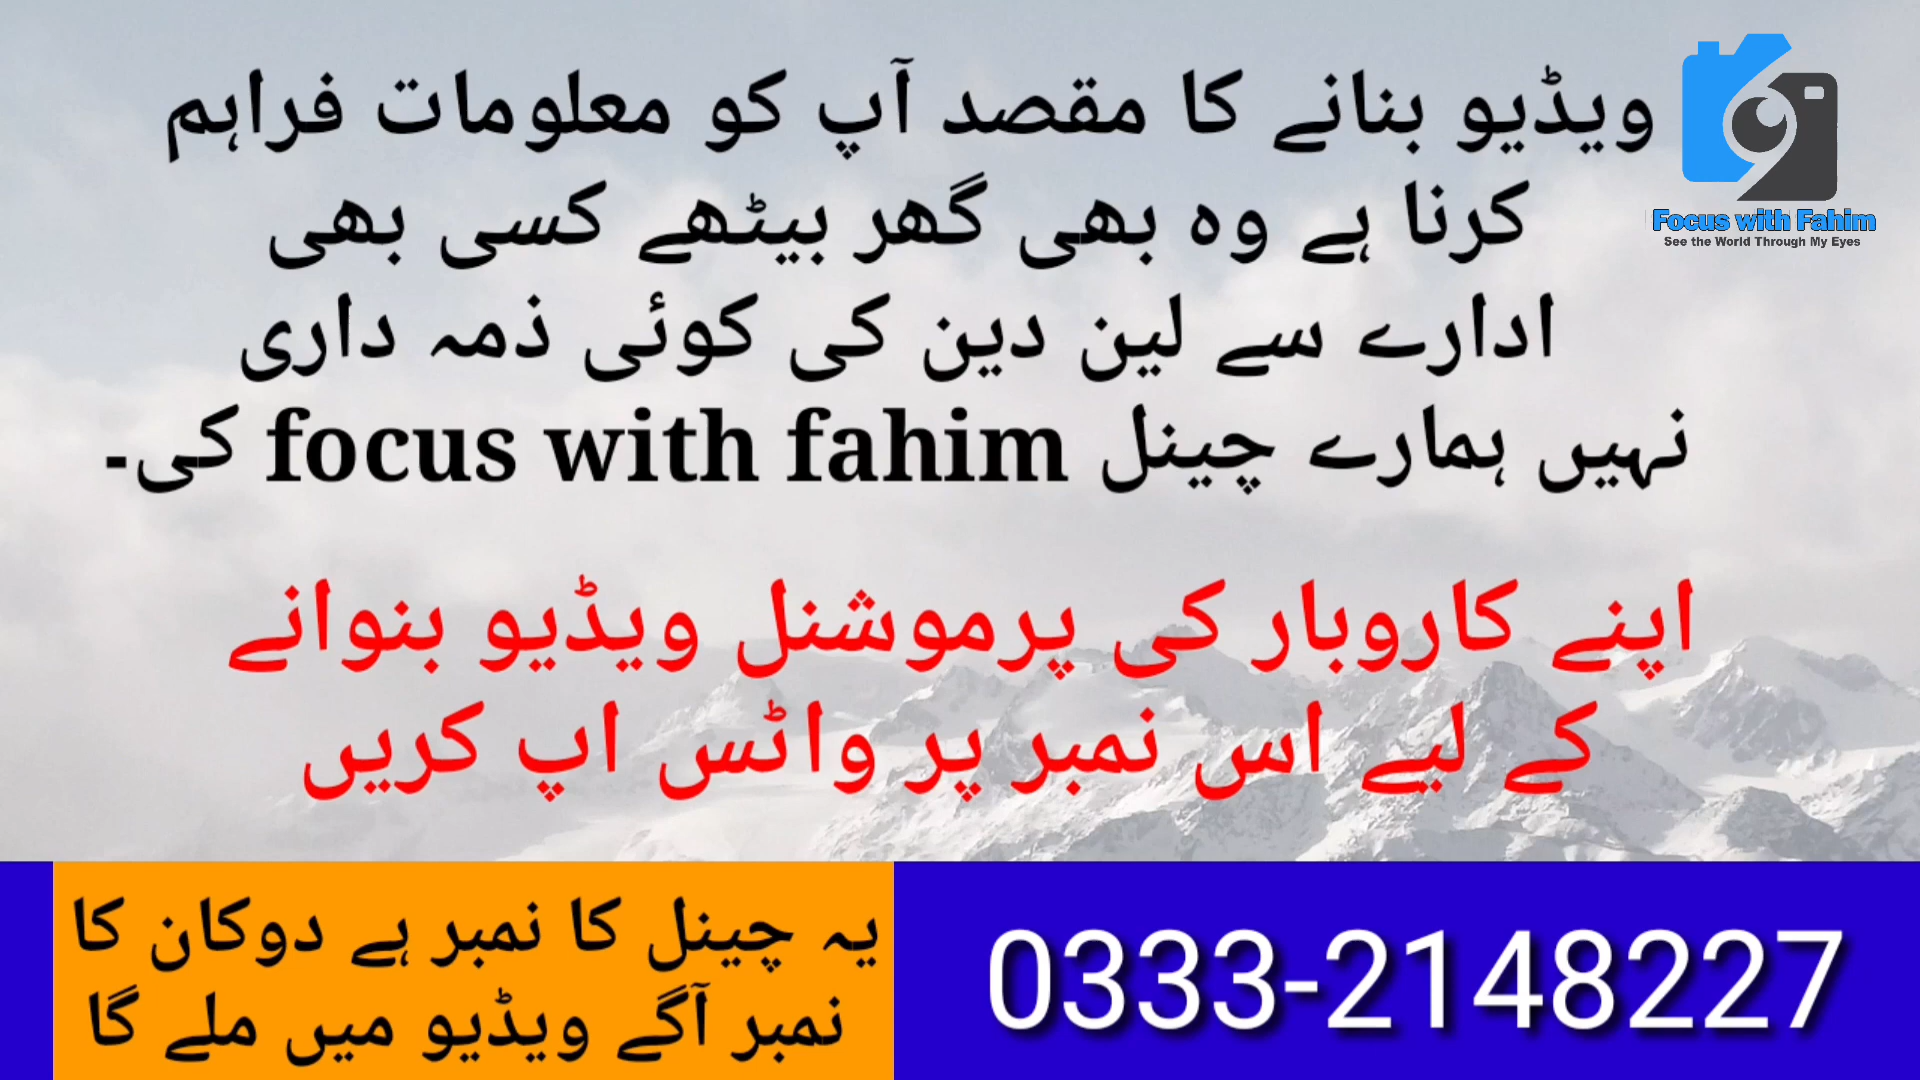 ویڈیو بنانے کا مقصد آپ کو معلومات فراہم
کرنا ہے وہ بھی گھر بیٹھے کسی بھی
ادارے سے لین دین کی کوئی ذمہ داری
نہیں ہمارے چینل focus with fahim کی۔
Focus with Fahim
See the World Through My Eyes
اپنے کاروبار کی پرموشنل ویڈیو بنوانے
کے لیے اس نمبر پر واٹس اپ کریں
یہ چینل کا نمبر ہے دوکان کا
نمبر آگے ویڈیو میں ملے گا
0333-2148227